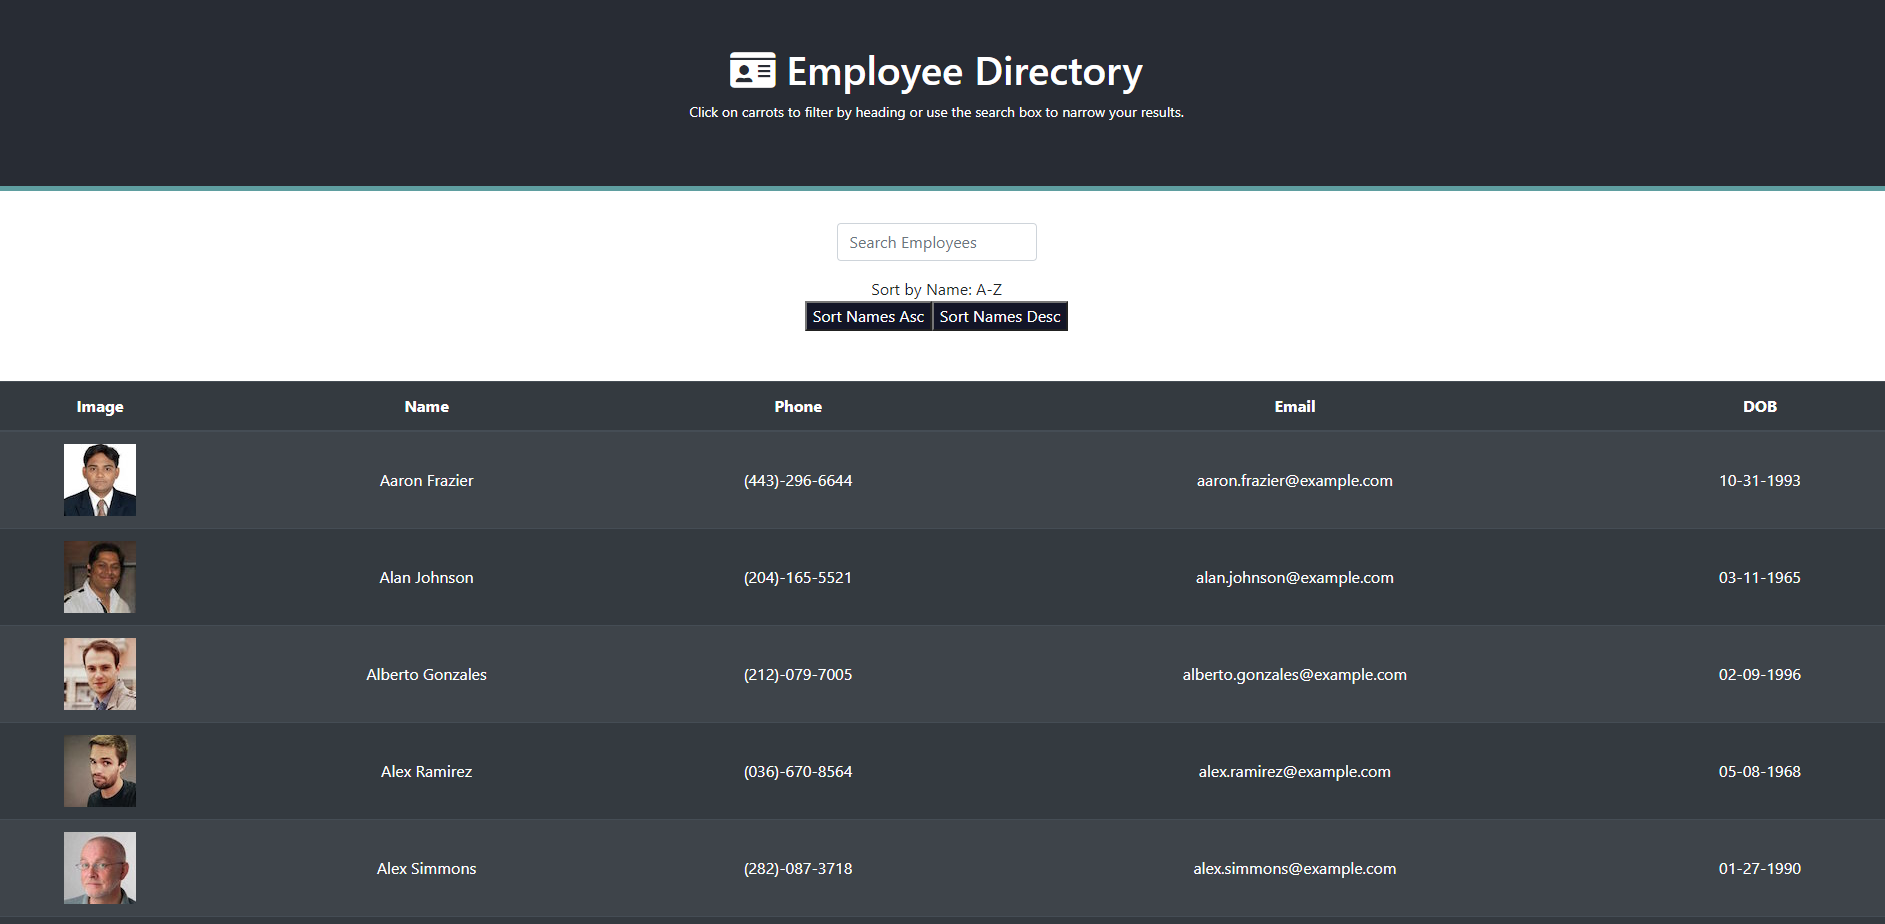 Employee Directory
Click on carrots to filter by heading or use the search box to narrow your results.
Search Employees
Sort by Name: A-Z
Sort Names Asc Sort Names Desc
Image Name Phone Email DOB
Aaron Frazier (443)-296-6644 aaron.frazier@example.com 10-31-1993
Alan Johnson (204)-165-5521 alan.johnson@example.com 03-11-1965
Alberto Gonzales (212)-079-7005 alberto.gonzales@example.com 02-09-1996
Alex Ramirez (036)-670-8564 alex.ramirez@example.com 05-08-1968
Alex Simmons (282)-087-3718 alex.simmons@example.com 01-27-1990